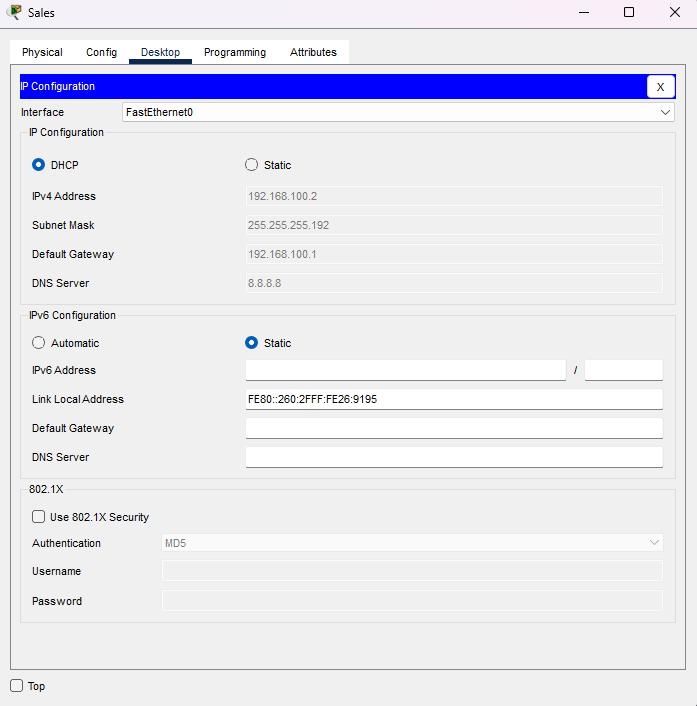 Sales
Physical Config Desktop Programming Attributes
IP Configuration X
Interface FastEthernet0
IP Configuration
DHCP Static
IPv4 Address 192.168.100.2
Subnet Mask 255.255.255.192
Default Gateway 192.168.100.1
DNS Server 8.8.8.8
IPv6 Configuration
Automatic Static
IPv6 Address /
Link Local Address FE80::260:2FFF:FE26:9195
Default Gateway
DNS Server
802.1X
Use 802.1X Security
Authentication MD5
Username
Password
Top